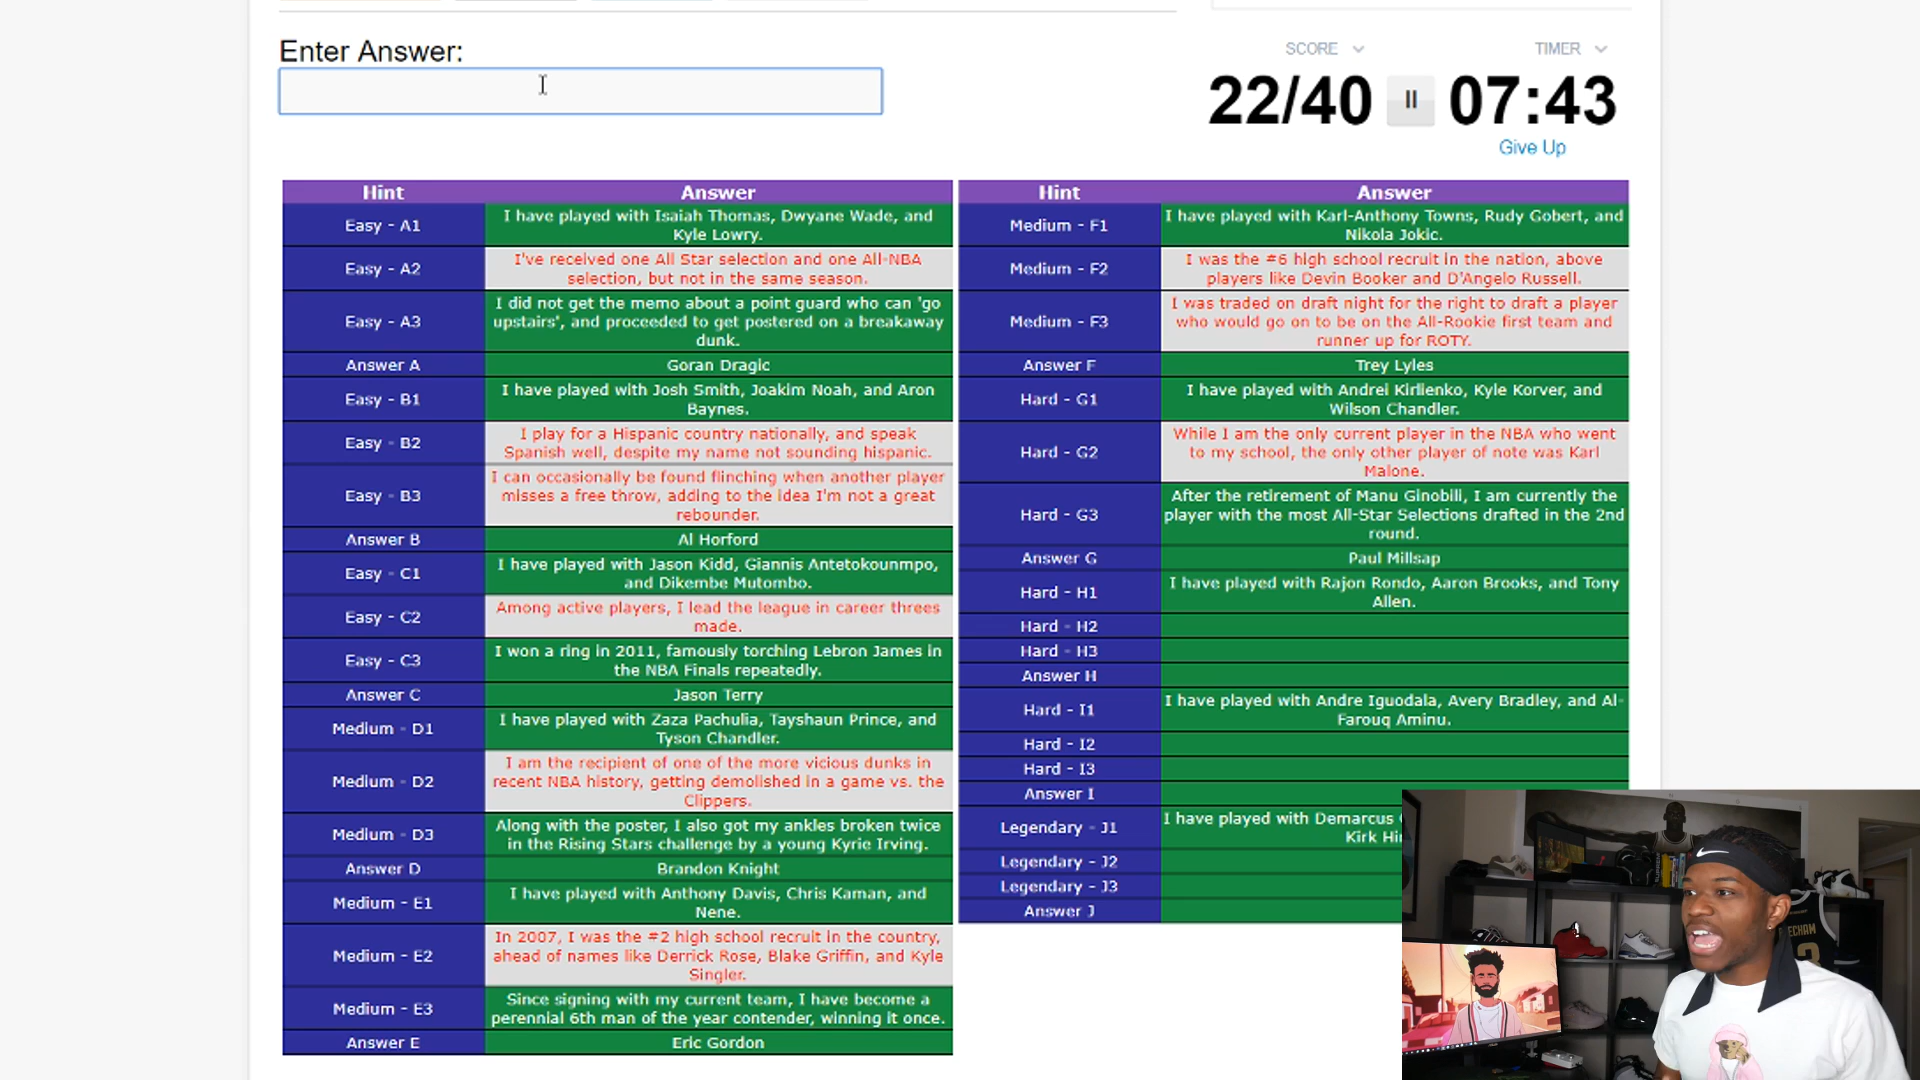 Enter Answer:
SCORE
TIMER
22/40
07:43
Give Up
Hint Answer
Easy - A1
I have played with Isaiah Thomas, Dwyane Wade, and
Kyle Lowry.
Easy - A2
I've received one All Star selection and one All-NBA
selection, but not in the same season.
Easy - A3
I did not get the memo about a point guard who can 'go
upstairs', and proceeded to get postered on a breakaway
dunk.
Answer A
Goran Dragic
Easy - B1
I have played with Josh Smith, Joakim Noah, and Aron
Baynes.
Easy - B2
I play for a Hispanic country nationally, and speak
Spanish well, despite my name not sounding hispanic.
Easy - B3
I can occasionally be found flinching when another player
misses a free throw, adding to the idea I'm not a great
rebounder.
Answer B
Al Horford
Easy - C1
I have played with Jason Kidd, Giannis Antetokounmpo,
and Dikembe Mutombo.
Easy - C2
Among active players, I lead the league in career threes
made.
Easy - C3
I won a ring in 2011, famously torching Lebron James in
the NBA Finals repeatedly.
Answer C
Jason Terry
Medium - D1
I have played with Zaza Pachulia, Tayshaun Prince, and
Tyson Chandler.
Medium - D2
I am the recipient of one of the more vicious dunks in
recent NBA history, getting demolished in a game vs. the
Clippers.
Medium - D3
Along with the poster, I also got my ankles broken twice
in the Rising Stars challenge by a young Kyrie Irving.
Answer D
Brandon Knight
Medium - E1
I have played with Anthony Davis, Chris Kaman, and
Nene.
Medium - E2
In 2007, I was the #2 high school recruit in the country,
ahead of names like Derrick Rose, Blake Griffin, and Kyle
Singler.
Medium - E3
Since signing with my current team, I have become a
perennial 6th man of the year contender, winning it once.
Answer E
Eric Gordon
Hint Answer
Medium - F1
I have played with Karl-Anthony Towns, Rudy Gobert, and
Nikola Jokic.
Medium - F2
I was the #6 high school recruit in the nation, above
players like Devin Booker and D'Angelo Russell.
Medium - F3
I was traded on draft night for the right to draft a player
who would go on to be on the All-Rookie first team and
runner up for ROTY.
Answer F
Trey Lyles
Hard - G1
I have played with Andrei Kirlienko, Kyle Korver, and
Wilson Chandler.
Hard - G2
While I am the only current player in the NBA who went
to my school, the only other player of note was Karl
Malone.
Hard - G3
After the retirement of Manu Ginobili, I am currently the
player with the most All-Star Selections drafted in the 2nd
round.
Answer G
Paul Millsap
Hard - H1
I have played with Rajon Rondo, Aaron Brooks, and Tony
Allen.
Hard - H2
Hard - H3
Answer H
Hard - I1
I have played with Andre Iguodala, Avery Bradley, and Al-
Farouq Aminu.
Hard - I2
Hard - I3
Answer I
Legendary - J1
I have played with Demarcus
Kirk
Legendary - J2
Legendary - J3
Answer J